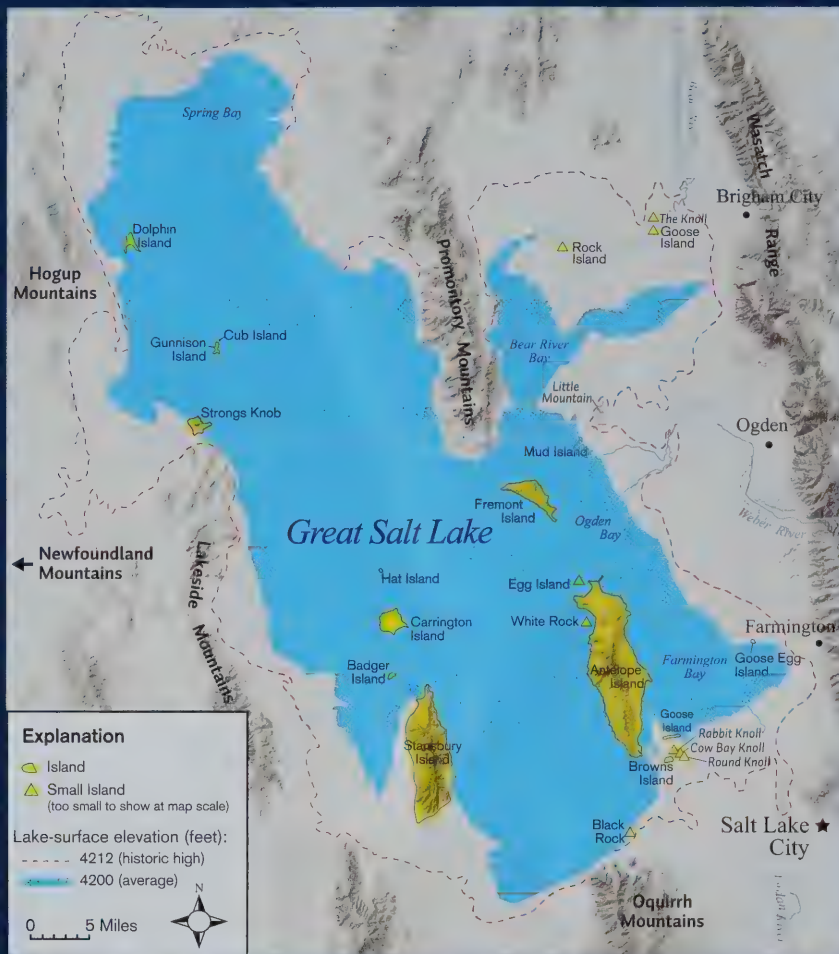 Spring Bay
Wasatch
Range
Brigham City
The Knoll
Goose
Island
Rock
Island
Dolphin
Island
Promontory
Mountains
Hogup
Mountains
Cub Island
Gunnison
Island
Bear River
Bay
Little
Mountain
Strongs Knob
Ogden
Mud Island
Fremont
Island
Ogden
Bay
Weber River
Great Salt Lake
Newfoundland
Mountains
Lakeside
Mountains
Hat Island
Egg Island
Carrington
Island
White Rock
Farmington
Antelope
Island
Farmington
Bay
Goose Egg
Island
Badger
Island
Stansbury
Island
Goose
Island
Rabbit Knoll
Cow Bay Knoll
Round Knoll
Browns
Island
Black
Rock
Salt Lake
City
Oquirrh
Mountains
Explanation
Island
Small Island
(too small to show at map scale)
Lake-surface elevation (feet):
4212 (historic high)
4200 (average)
N
0 5 Miles